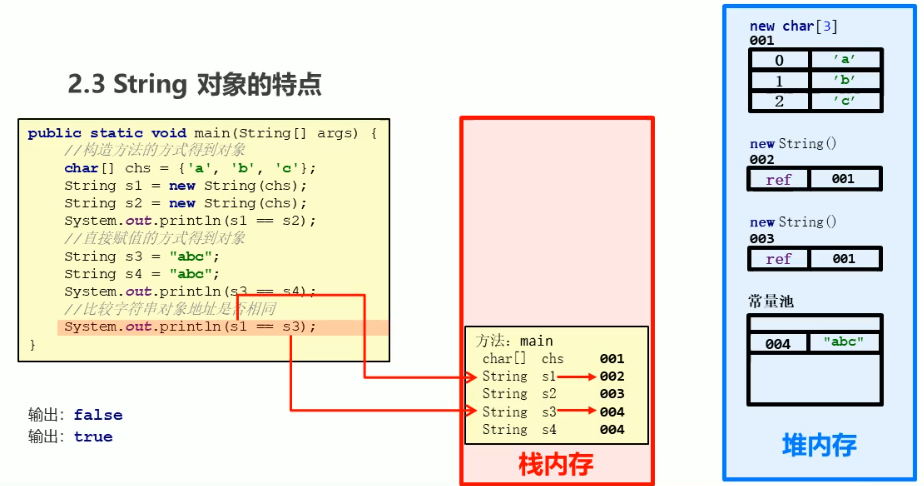 2.3 String 对象的特点
public static void main(String[] args) {
//构造方法的方式得到对象
char[] chs = {'a', 'b', 'c'};
String s1 = new String(chs);
String s2 = new String(chs);
System.out.println(s1 == s2);
//直接赋值的方式得到对象
String s3 = "abc";
String s4 = "abc";
System.out.println(s3 == s4);
//比较字符串对象地址是否相同
System.out.println(s1 == s3);
}
输出：false
输出：true
方法：main
char[] chs 001
String s1 002
String s2 003
String s3 004
String s4 004
栈内存
new char[3]
001
0 'a'
1 'b'
2 'c'
new String()
002
ref 001
new String()
003
ref 001
常量池
004 "abc"
堆内存